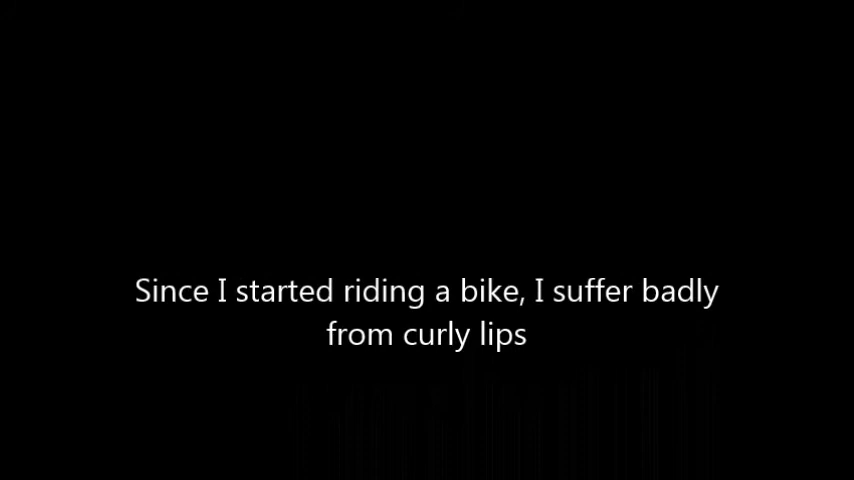 Since I started riding a bike, I suffer badly
from curly lips